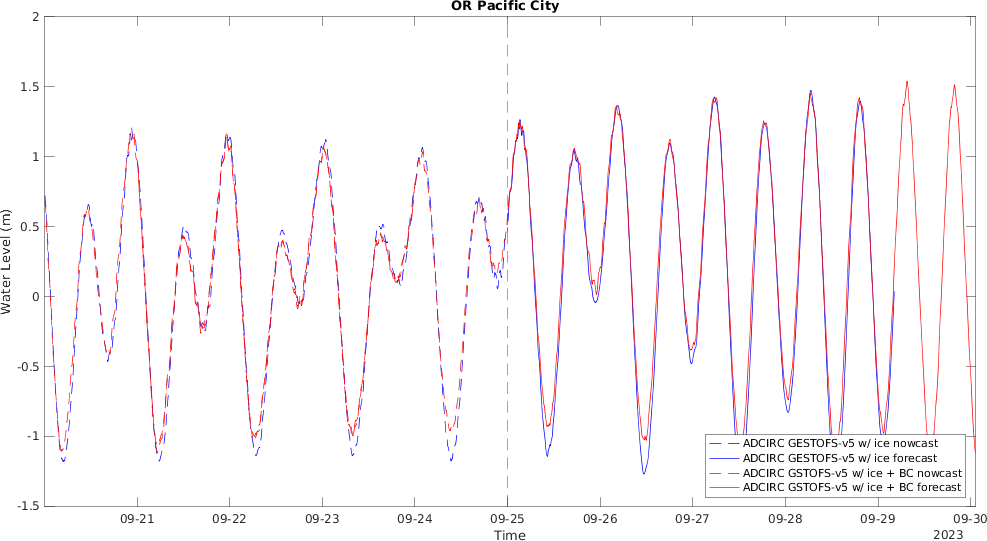 OR Pacific City
2
1.5
1
0.5
0
-0.5
-1
-1.5
Water Level (m)
ADCIRC GESTOFS-v5 w/ ice nowcast
ADCIRC GESTOFS-v5 w/ ice forecast
ADCIRC GSTOFS-v5 w/ ice + BC nowcast
ADCIRC GSTOFS-v5 w/ ice + BC forecast
09-21 09-22 09-23 09-24 09-25 09-26 09-27 09-28 09-29 09-30
Time
2023